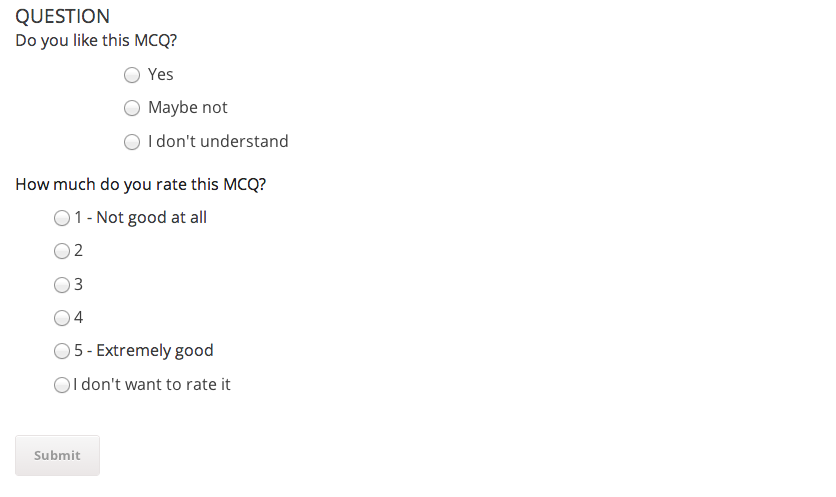 QUESTION
Do you like this MCQ?
Yes
Maybe not
I don't understand
How much do you rate this MCQ?
1 - Not good at all
2
3
4
5 - Extremely good
I don't want to rate it
Submit